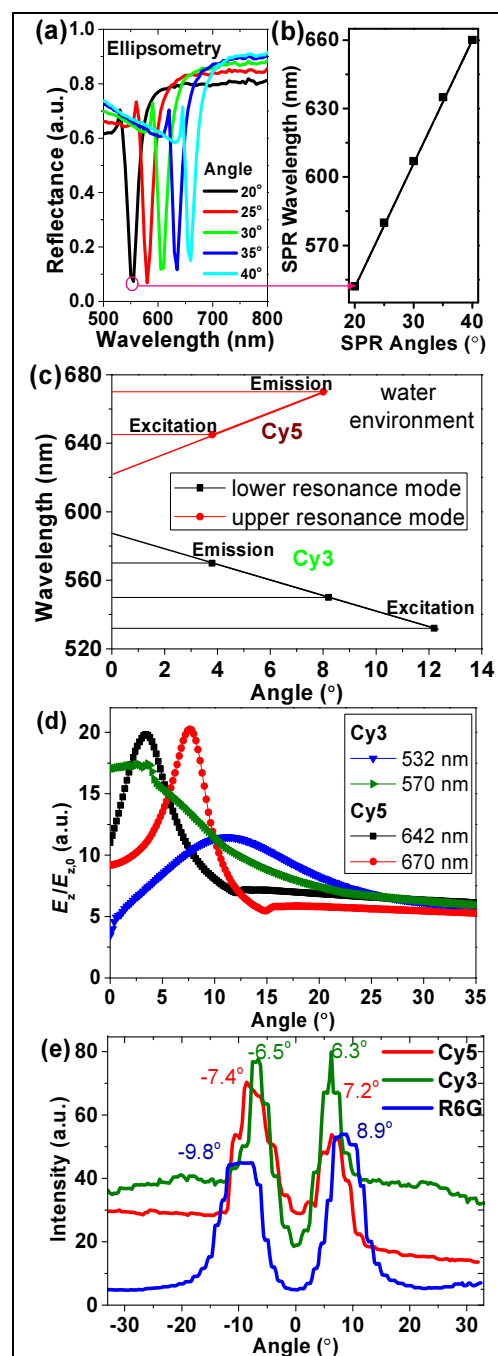 (a)
Ellipsometry
Reflectance (a.u.)
1.0
0.8
0.6
0.4
0.2
0.0
Angle
20°
25°
30°
35°
40°
500 600 700 800
Wavelength (nm)
(b)
SPR Wavelength (nm)
660
630
600
570
20 25 30 35 40
SPR Angles (°)
(c)
Wavelength (nm)
680
640
600
560
520
Emission
water
environment
Excitation
Cy5
lower resonance mode
upper resonance mode
Emission
Cy3
Excitation
0 2 4 6 8 10 12 14
Angle (°)
(d)
Ez/Ez,0 (a.u.)
20
15
10
5
0
Cy3
532 nm
570 nm
Cy5
642 nm
670 nm
0 5 10 15 20 25 30 35
Angle (°)
(e)
Intensity (a.u.)
80
60
40
20
0
-6.5°
6.3°
-7.4°
7.2°
-9.8°
8.9°
Cy5
Cy3
R6G
-30 -20 -10 0 10 20 30
Angle (°)